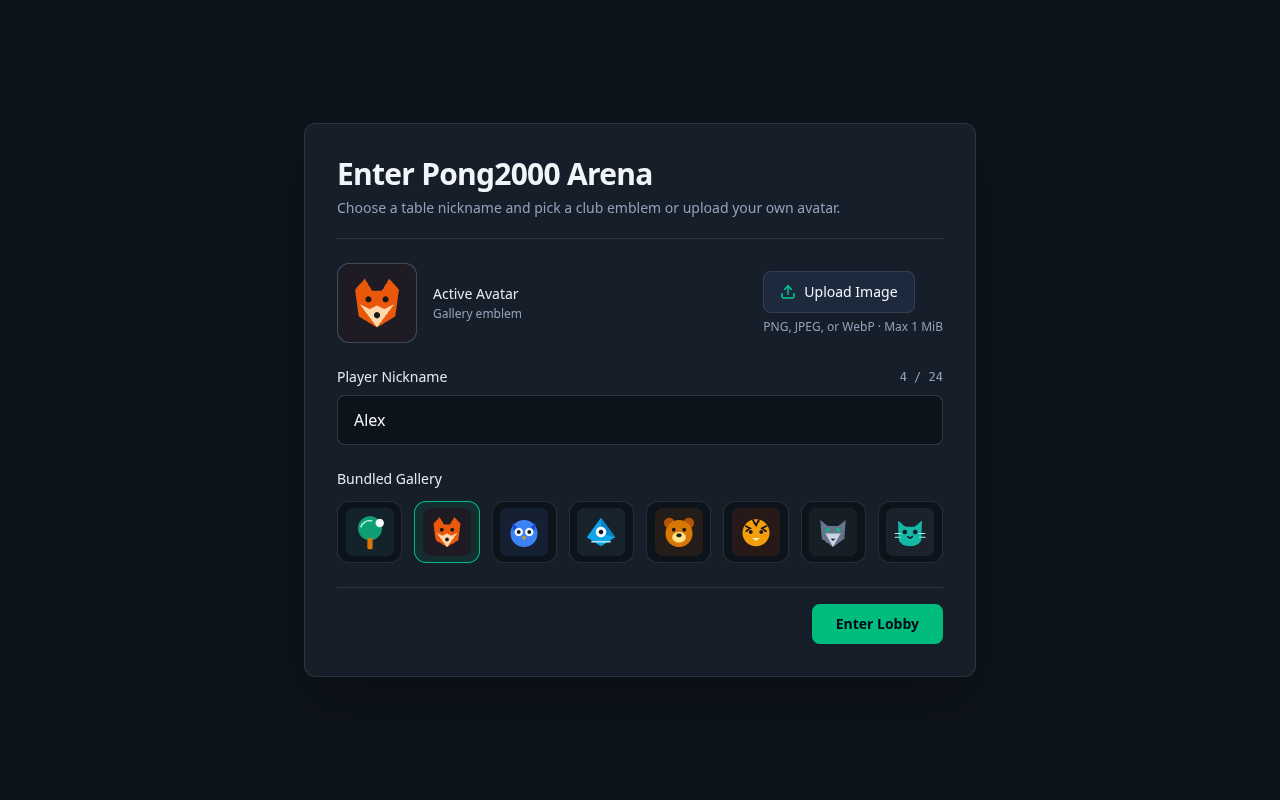 Enter Pong2000 Arena
Choose a table nickname and pick a club emblem or upload your own avatar.
Active Avatar
Gallery emblem
Upload Image
PNG, JPEG, or WebP · Max 1 MiB
Player Nickname
4 / 24
Alex
Bundled Gallery
Enter Lobby